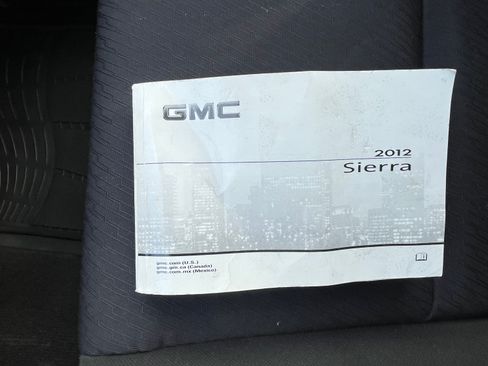 GMC
2012
Sierra
gmc.com (U.S.)
gmc.gm.ca (Canada)
gmc.com.mx (Mexico)